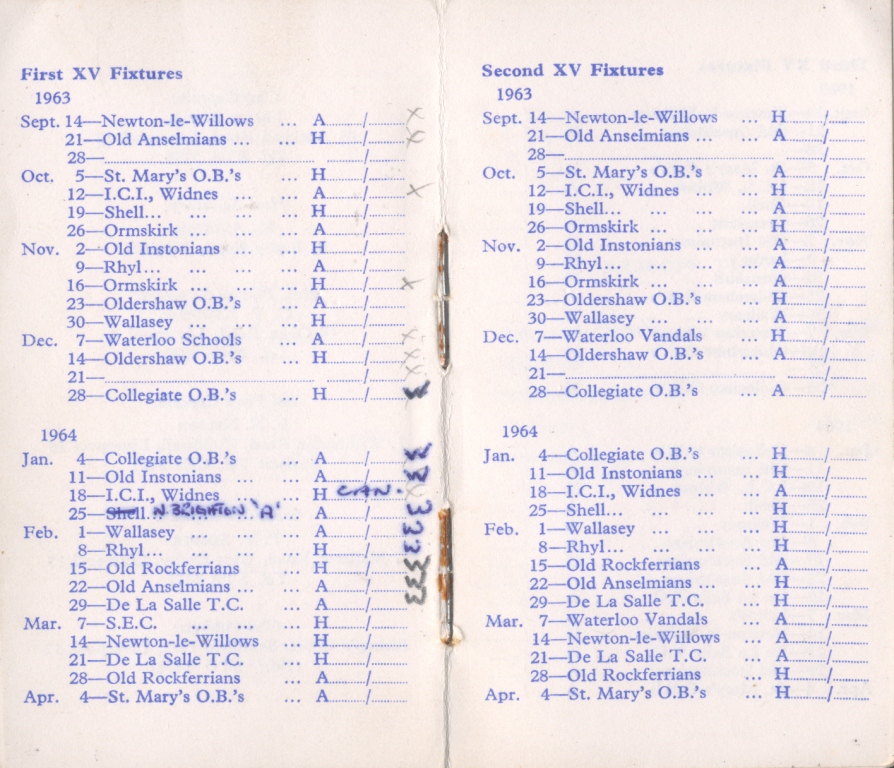 First XV Fixtures
1963
Sept. 14—Newton-le-Willows ... A / X
21—Old Anselmians ... ... H / X
28— /
Oct. 5—St. Mary's O.B.'s ... H /
12—I.C.I., Widnes ... A / X
19—Shell... ... ... ... H /
26—Ormskirk ... ... A /
Nov. 2—Old Instonians ... H /
9—Rhyl... ... ... ... A /
16—Ormskirk ... ... H / X
23—Oldershaw O.B.'s ... A /
30—Wallasey ... ... H /
Dec. 7—Waterloo Schools ... A / X
14—Oldershaw O.B.'s ... H / X
21— / X
28—Collegiate O.B.'s ... H / 3
1964
Jan. 4—Collegiate O.B.'s ... A / 3
11—Old Instonians ... A / 3
18—I.C.I., Widnes ... H CAN.
25—Shell... N. BRIGHTON 'A' A / 3
Feb. 1—Wallasey ... ... A / 3
8—Rhyl... ... ... ... H / 3
15—Old Rockferrians ... H / 3
22—Old Anselmians ... ... A / 3
29—De La Salle T.C. ... A / 3
Mar. 7—S.E.C. ... ... H /
14—Newton-le-Willows ... H /
21—De La Salle T.C. ... H /
28—Old Rockferrians ... A /
Apr. 4—St. Mary's O.B.'s ... A /
Second XV Fixtures
1963
Sept. 14—Newton-le-Willows ... H /
21—Old Anselmians ... ... A /
28— /
Oct. 5—St. Mary's O.B.'s ... A /
12—I.C.I., Widnes ... H /
19—Shell... ... ... ... A /
26—Ormskirk ... ... H /
Nov. 2—Old Instonians ... A /
9—Rhyl... ... ... ... A /
16—Ormskirk ... ... A /
23—Oldershaw O.B.'s ... H /
30—Wallasey ... ... A /
Dec. 7—Waterloo Vandals ... H /
14—Oldershaw O.B.'s ... A /
21— /
28—Collegiate O.B.'s ... A /
1964
Jan. 4—Collegiate O.B.'s ... H /
11—Old Instonians ... H /
18—I.C.I., Widnes ... A /
25—Shell... ... ... ... H /
Feb. 1—Wallasey ... ... H /
8—Rhyl... ... ... ... H /
15—Old Rockferrians ... A /
22—Old Anselmians ... ... H /
29—De La Salle T.C. ... H /
Mar. 7—Waterloo Vandals ... A /
14—Newton-le-Willows ... A /
21—De La Salle T.C. ... A /
28—Old Rockferrians ... H /
Apr. 4—St. Mary's O.B.'s ... H /